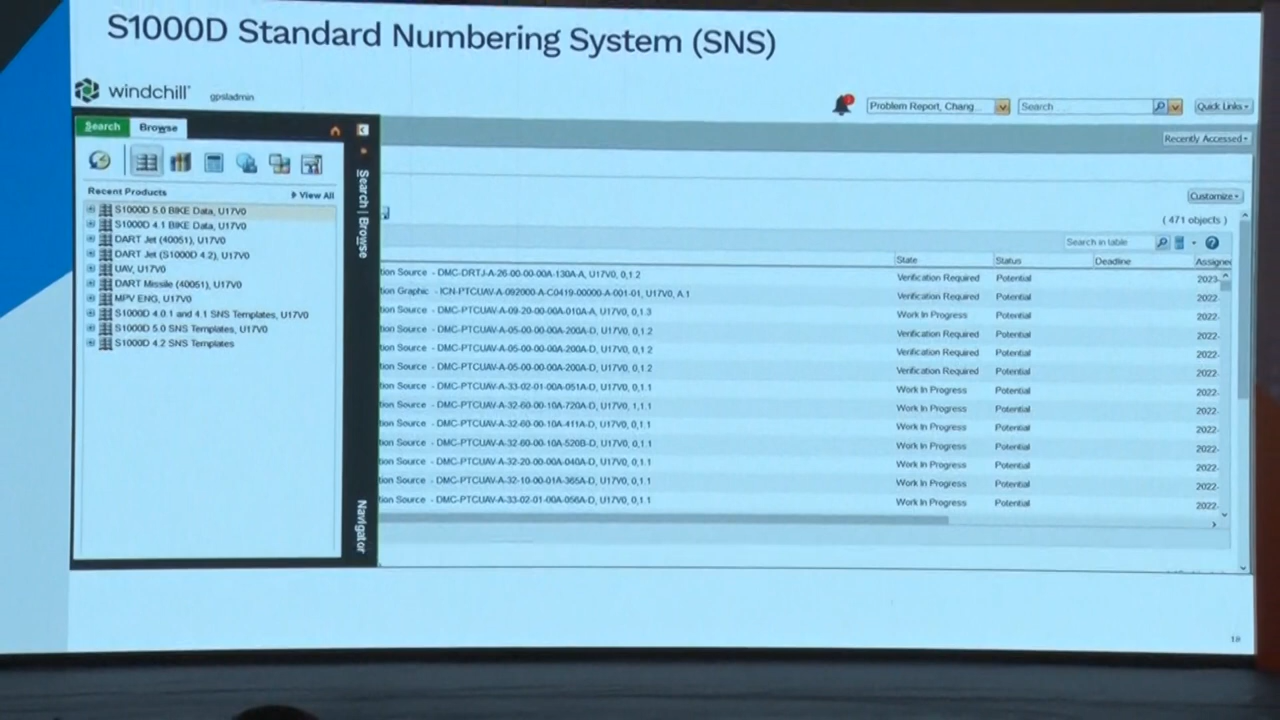 S1000D Standard Numbering System (SNS)
windchill
gpsladmin
Problem Report, Chang...
Search
Quick Links
Search
Browse
Recently Accessed
Recent Products
View All
Customize
S1000D 5.0 BIKE Data, U17V0
S1000D 4.1 BIKE Data, U17V0
DART Jet (40051), U17V0
DART Jet (S1000D 4.2), U17V0
UAV, U17V0
DART Missile (40051), U17V0
MPV ENG, U17V0
S1000D 4.0.1 and 4.1 SNS Templates, U17V0
S1000D 5.0 SNS Templates, U17V0
S1000D 4.2 SNS Templates
Search | Browse
Navigator
( 471 objects )
Search in table
State Status Deadline Assigned
tion Source - DMC-DRTJ-A-26-00-00-00A-130A-A, U17V0, 0,1.2 Verification Required Potential 2023-
tion Graphic - ICN-PTCUAV-A-092000-A-C0419-00000-A-001-01, U17V0, A.1 Verification Required Potential 2022-
tion Source - DMC-PTCUAV-A-09-20-00-00A-010A-A, U17V0, 0,1.3 Work In Progress Potential 2022-
tion Source - DMC-PTCUAV-A-05-00-00-00A-200A-D, U17V0, 0,1.2 Verification Required Potential 2022-
tion Source - DMC-PTCUAV-A-05-00-00-00A-200A-D, U17V0, 0,1.2 Verification Required Potential 2022-
tion Source - DMC-PTCUAV-A-05-00-00-00A-200A-D, U17V0, 0,1.2 Verification Required Potential 2022-
tion Source - DMC-PTCUAV-A-33-02-01-00A-051A-D, U17V0, 0,1.1 Work In Progress Potential 2022-
tion Source - DMC-PTCUAV-A-32-60-00-10A-720A-D, U17V0, 1,1.1 Work In Progress Potential 2022-
tion Source - DMC-PTCUAV-A-32-60-00-10A-411A-D, U17V0, 0,1.1 Work In Progress Potential 2022-
tion Source - DMC-PTCUAV-A-32-60-00-10A-520B-D, U17V0, 0,1.1 Work In Progress Potential 2022-
tion Source - DMC-PTCUAV-A-32-20-00-00A-040A-D, U17V0, 0,1.1 Work In Progress Potential 2022-
tion Source - DMC-PTCUAV-A-32-10-00-01A-365A-D, U17V0, 0,1.1 Work In Progress Potential 2022-
tion Source - DMC-PTCUAV-A-33-02-01-00A-056A-D, U17V0, 0,1.1 Work In Progress Potential 2022-